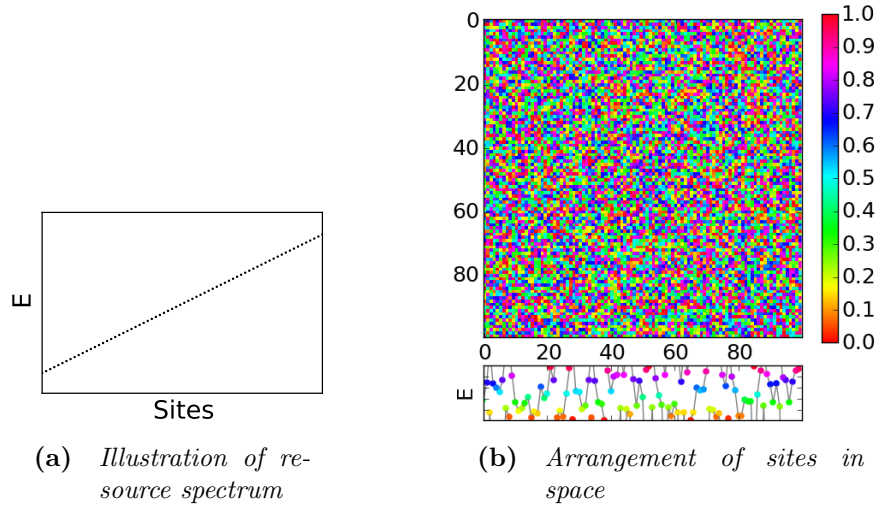 E
Sites
(a) Illustration of re-
source spectrum
0
20
40
60
80
0 20 40 60 80
1.0
0.9
0.8
0.7
0.6
0.5
0.4
0.3
0.2
0.1
0.0
E
(b) Arrangement of sites in
space